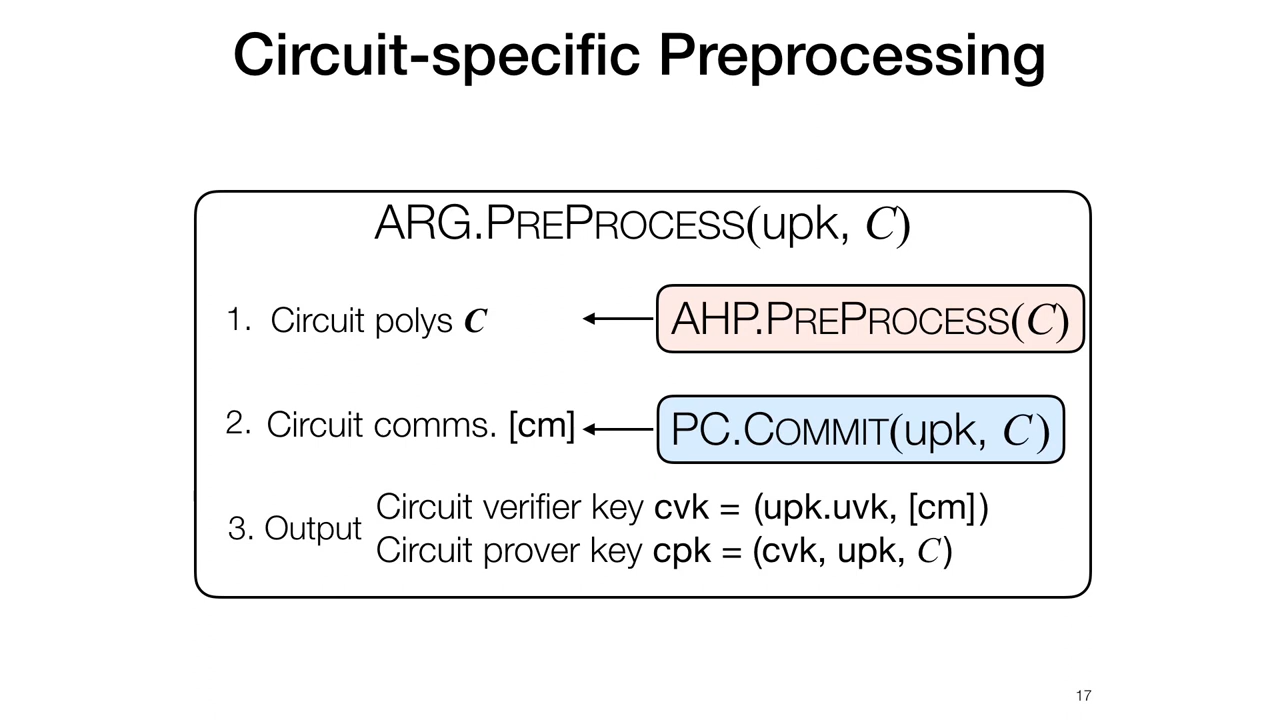 Circuit-specific Preprocessing
ARG.PREPROCESS(upk, C)
1. Circuit polys C
AHP.PREPROCESS(C)
2. Circuit comms. [cm]
PC.COMMIT(upk, C)
3. Output
Circuit verifier key cvk = (upk.uvk, [cm])
Circuit prover key cpk = (cvk, upk, C)
17